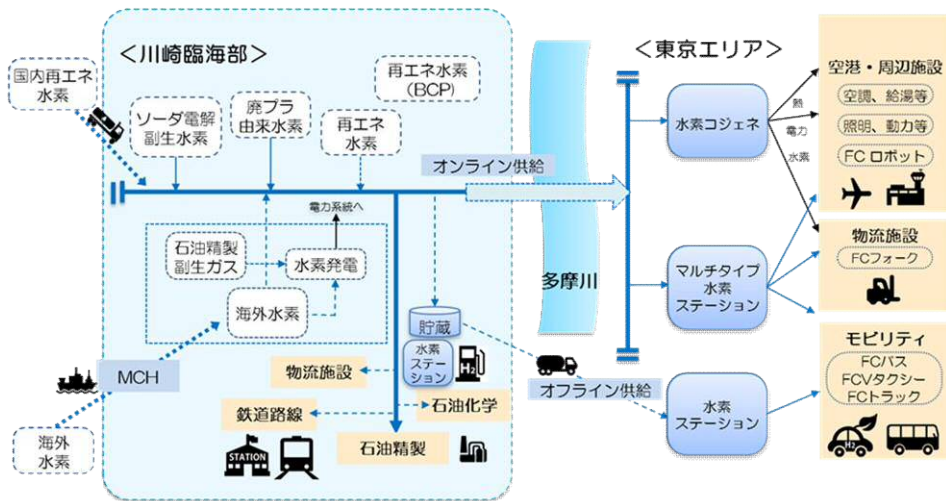 <川崎臨海部>
国内再エネ
水素
ソーダ電解
副生水素
廃プラ
由来水素
再エネ
水素
再エネ水素
(BCP)
オンライン供給
電力系統へ
石油精製
副生ガス
水素発電
海外水素
MCH
海外
水素
貯蔵
水素
ステー
ション
H2
物流施設
石油化学
鉄道路線
石油精製
STATION
多摩川
オフライン供給
<東京エリア>
水素コジェネ
熱
電力
水素
マルチタイプ
水素
ステーション
水素
ステーション
空港・周辺施設
空調、給湯等
照明、動力等
FC ロボット
物流施設
FCフォーク
モビリティ
FCバス
FCVタクシー
FCトラック
H2